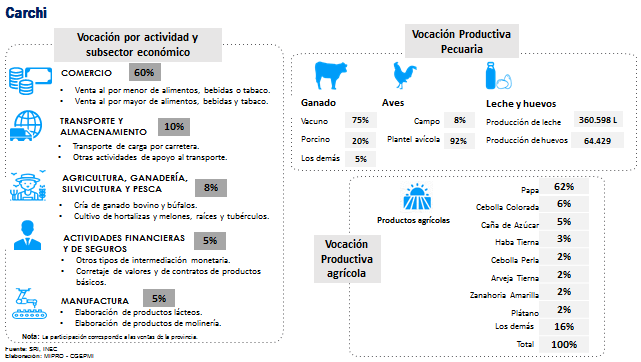 Carchi
Vocación por actividad y
subsector económico
COMERCIO 60%
• Venta al por menor de alimentos, bebidas o tabaco.
• Venta al por mayor de alimentos, bebidas y tabaco.
TRANSPORTE Y
ALMACENAMIENTO 10%
• Transporte de carga por carretera.
• Otras actividades de apoyo al transporte.
AGRICULTURA, GANADERÍA,
SILVICULTURA Y PESCA 8%
• Cría de ganado bovino y búfalos.
• Cultivo de hortalizas y melones, raíces y tubérculos.
ACTIVIDADES FINANCIERAS
Y DE SEGUROS 5%
• Otros tipos de intermediación monetaria.
• Corretaje de valores y de contratos de productos
básicos.
MANUFACTURA 5%
• Elaboración de productos lácteos.
• Elaboración de productos de molinería.
Nota: La participación corresponde a las ventas de la provincia.
Fuente: SRI, INEC
Elaboración: MIPRO - CGEPMI
Vocación Productiva
Pecuaria
Ganado
Vacuno 75%
Porcino 20%
Los demás 5%
Aves
Campo 8%
Plantel avícola 92%
Leche y huevos
Producción de leche 360.598 L
Producción de huevos 64.429
Vocación
Productiva
agrícola
Productos agrícolas
Papa 62%
Cebolla Colorada 6%
Caña de Azúcar 5%
Haba Tierna 3%
Cebolla Perla 2%
Arveja Tierna 2%
Zanahoria Amarilla 2%
Plátano 2%
Los demás 16%
Total 100%